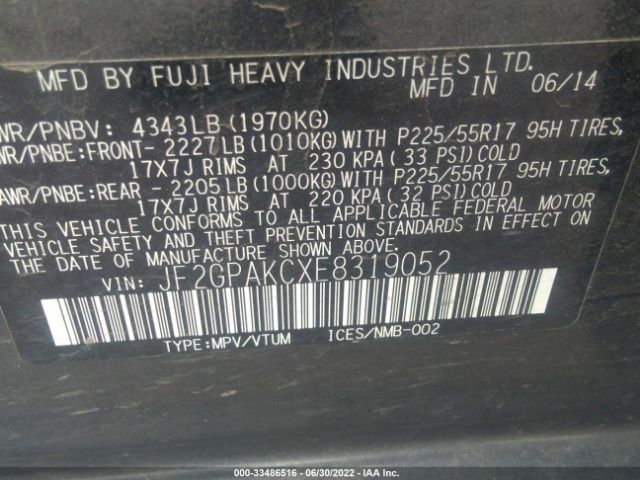 MFD BY FUJI HEAVY INDUSTRIES LTD.
MFD IN 06/14
WR/PNBV: 4343LB(1970KG)
WR/PNBE:FRONT- 2227LB(1010KG)WITH P225/55R17 95H TIRES,
17X7J RIMS AT 230 KPA( 33 PSI)COLD
AWR/PNBE:REAR - 2205LB(1000KG)WITH P225/55R17 95H TIRES,
17X7J RIMS AT 220 KPA( 32 PSI)COLD
THIS VEHICLE CONFORMS TO ALL APPLICABLE FEDERAL MOTOR
VEHICLE SAFETY AND THEFT PREVENTION STANDARDS IN EFFECT ON
THE DATE OF MANUFACTURE SHOWN ABOVE.
VIN: JF2GPAKCXE8319052
TYPE:MPV/VTUM ICES/NMB-002
000-33486516 - 06/30/2022 - IAA Inc.